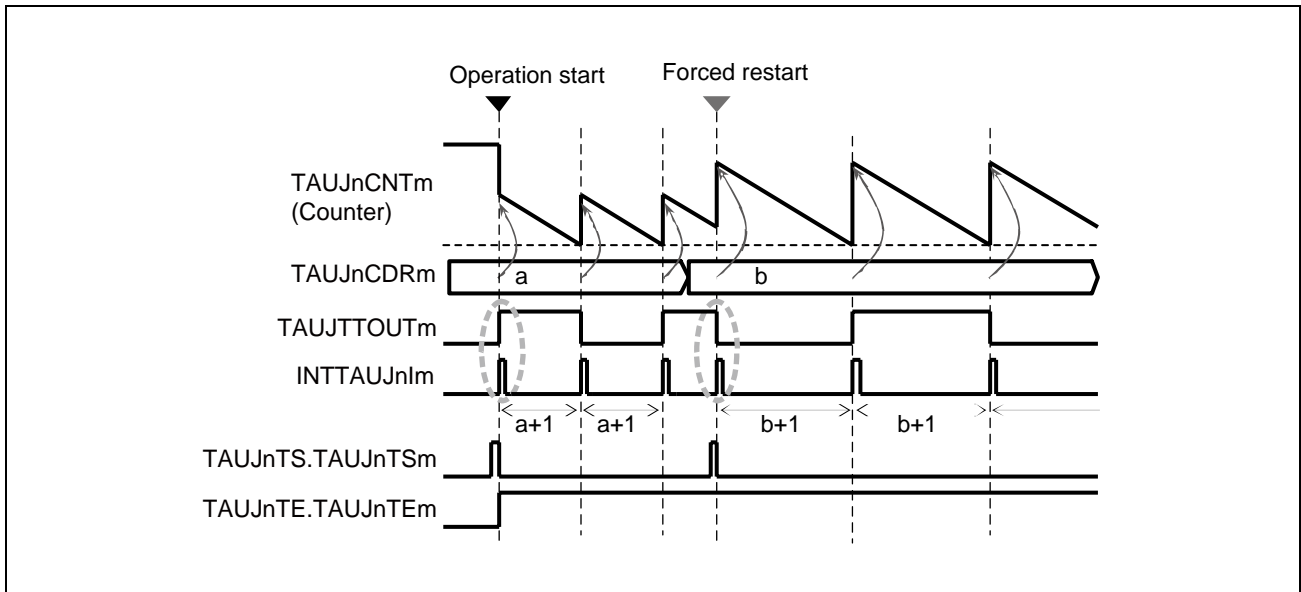 Operation start
Forced restart
TAUJnCNTm
(Counter)
TAUJnCDRm
a
b
TAUJTTOUTm
INTTAUJnIm
a+1
a+1
b+1
b+1
TAUJnTS.TAUJnTSm
TAUJnTE.TAUJnTEm